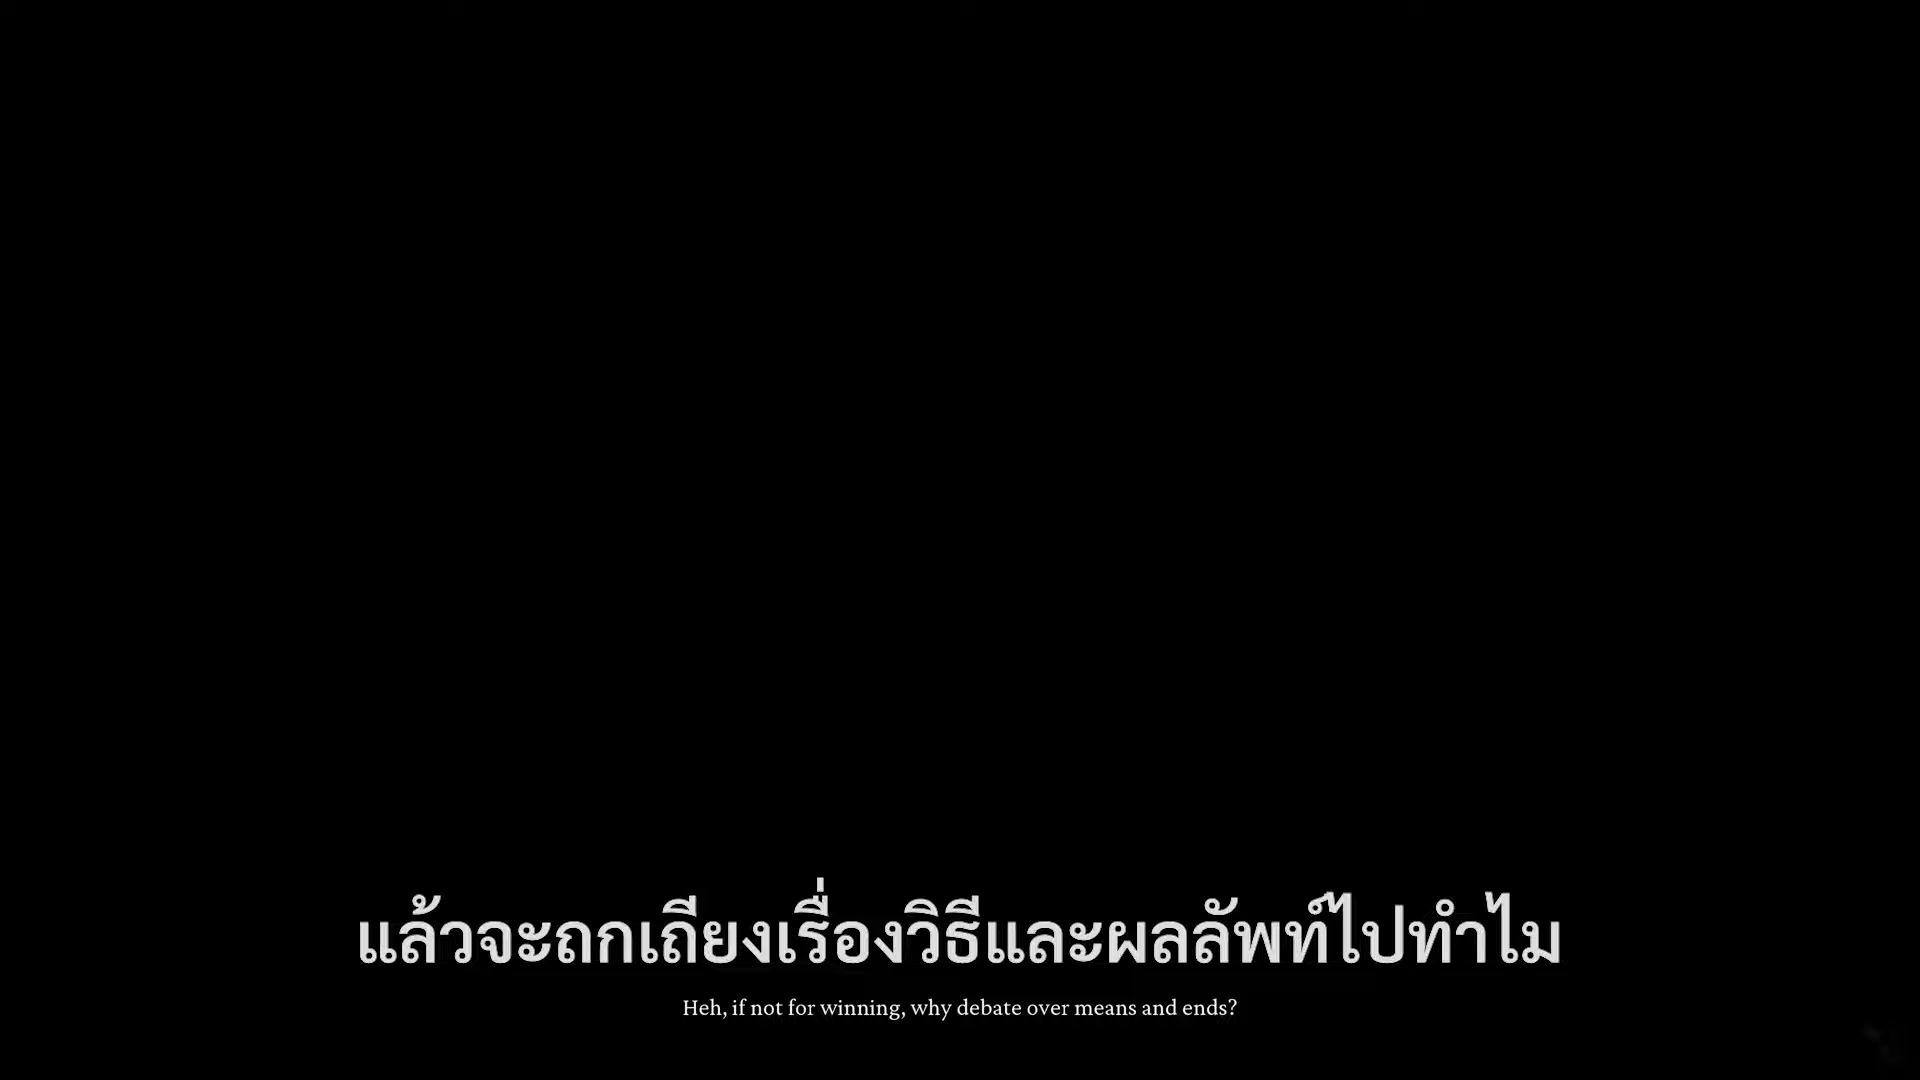 แล้วจะถกเถียงเรื่องวิธีและผลลัพท์ไปทำไม
Heh, if not for winning, why debate over means and ends?